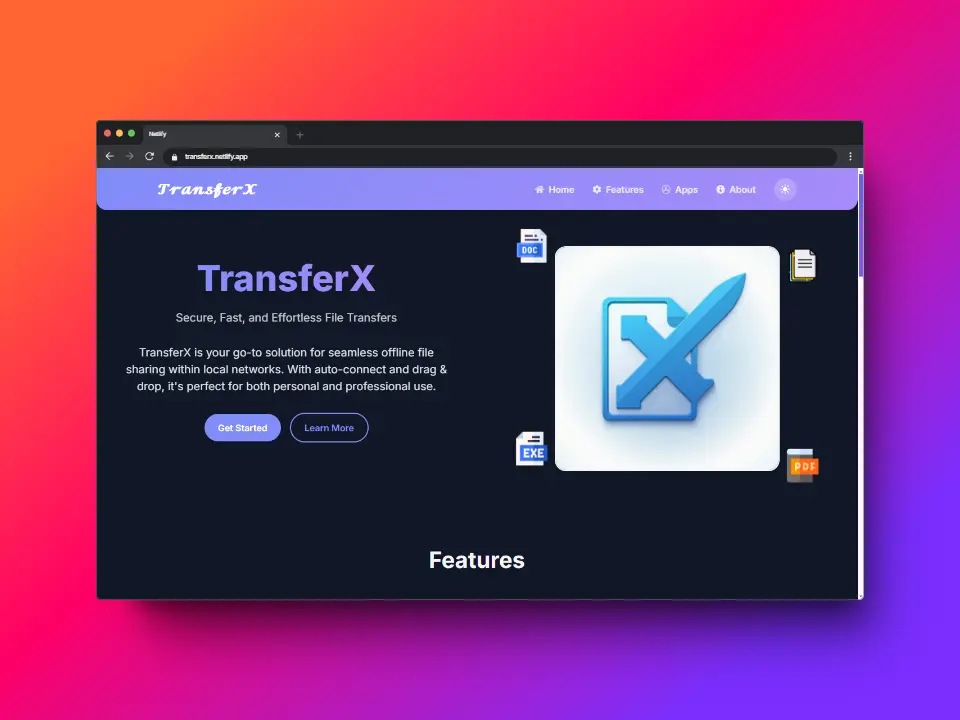 Netlify
transferx.netlify.app
TransferX
Home
Features
Apps
About
DOC
TransferX
Secure, Fast, and Effortless File Transfers
TransferX is your go-to solution for seamless offline file
sharing within local networks. With auto-connect and drag &
drop, it's perfect for both personal and professional use.
Get Started
Learn More
EXE
PDF
Features